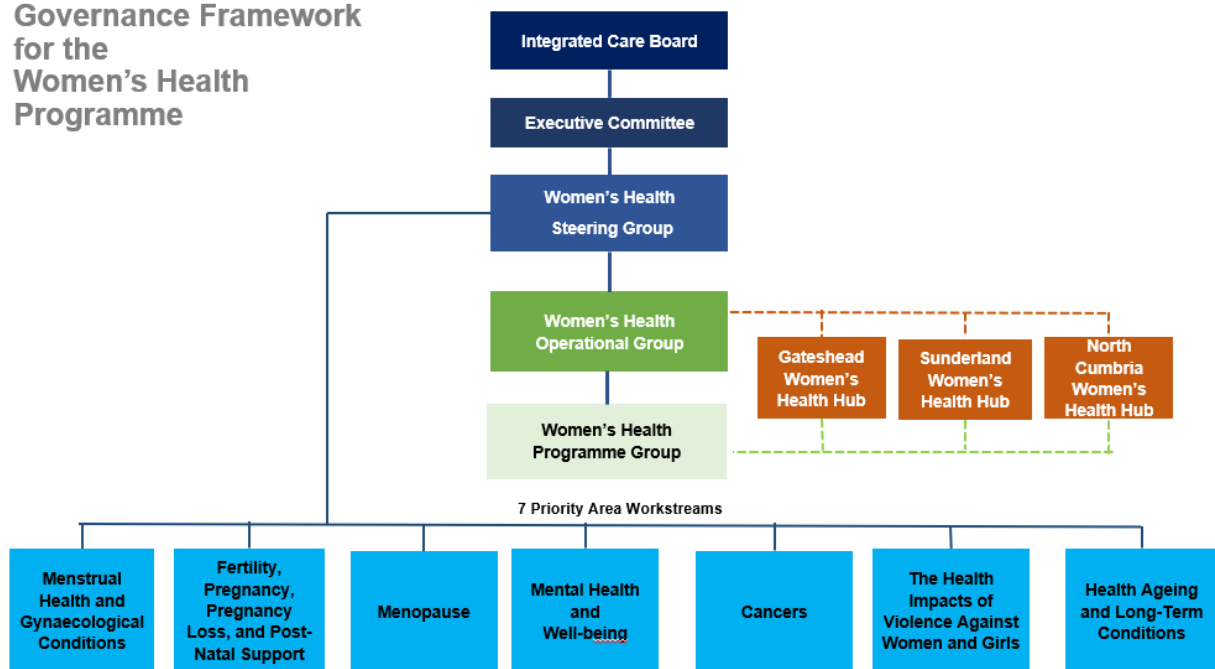 Governance Framework
for the
Women's Health
Programme
Integrated Care Board
Executive Committee
Women's Health
Steering Group
Women's Health
Operational Group
Gateshead
Women's
Health Hub
Sunderland
Women's
Health Hub
North
Cumbria
Women's
Health Hub
Women's Health
Programme Group
7 Priority Area Workstreams
Menstrual
Health and
Gynaecological
Conditions
Fertility,
Pregnancy,
Pregnancy
Loss, and Post-
Natal Support
Menopause
Mental Health
and
Well-being
Cancers
The Health
Impacts of
Violence Against
Women and Girls
Health Ageing
and Long-Term
Conditions